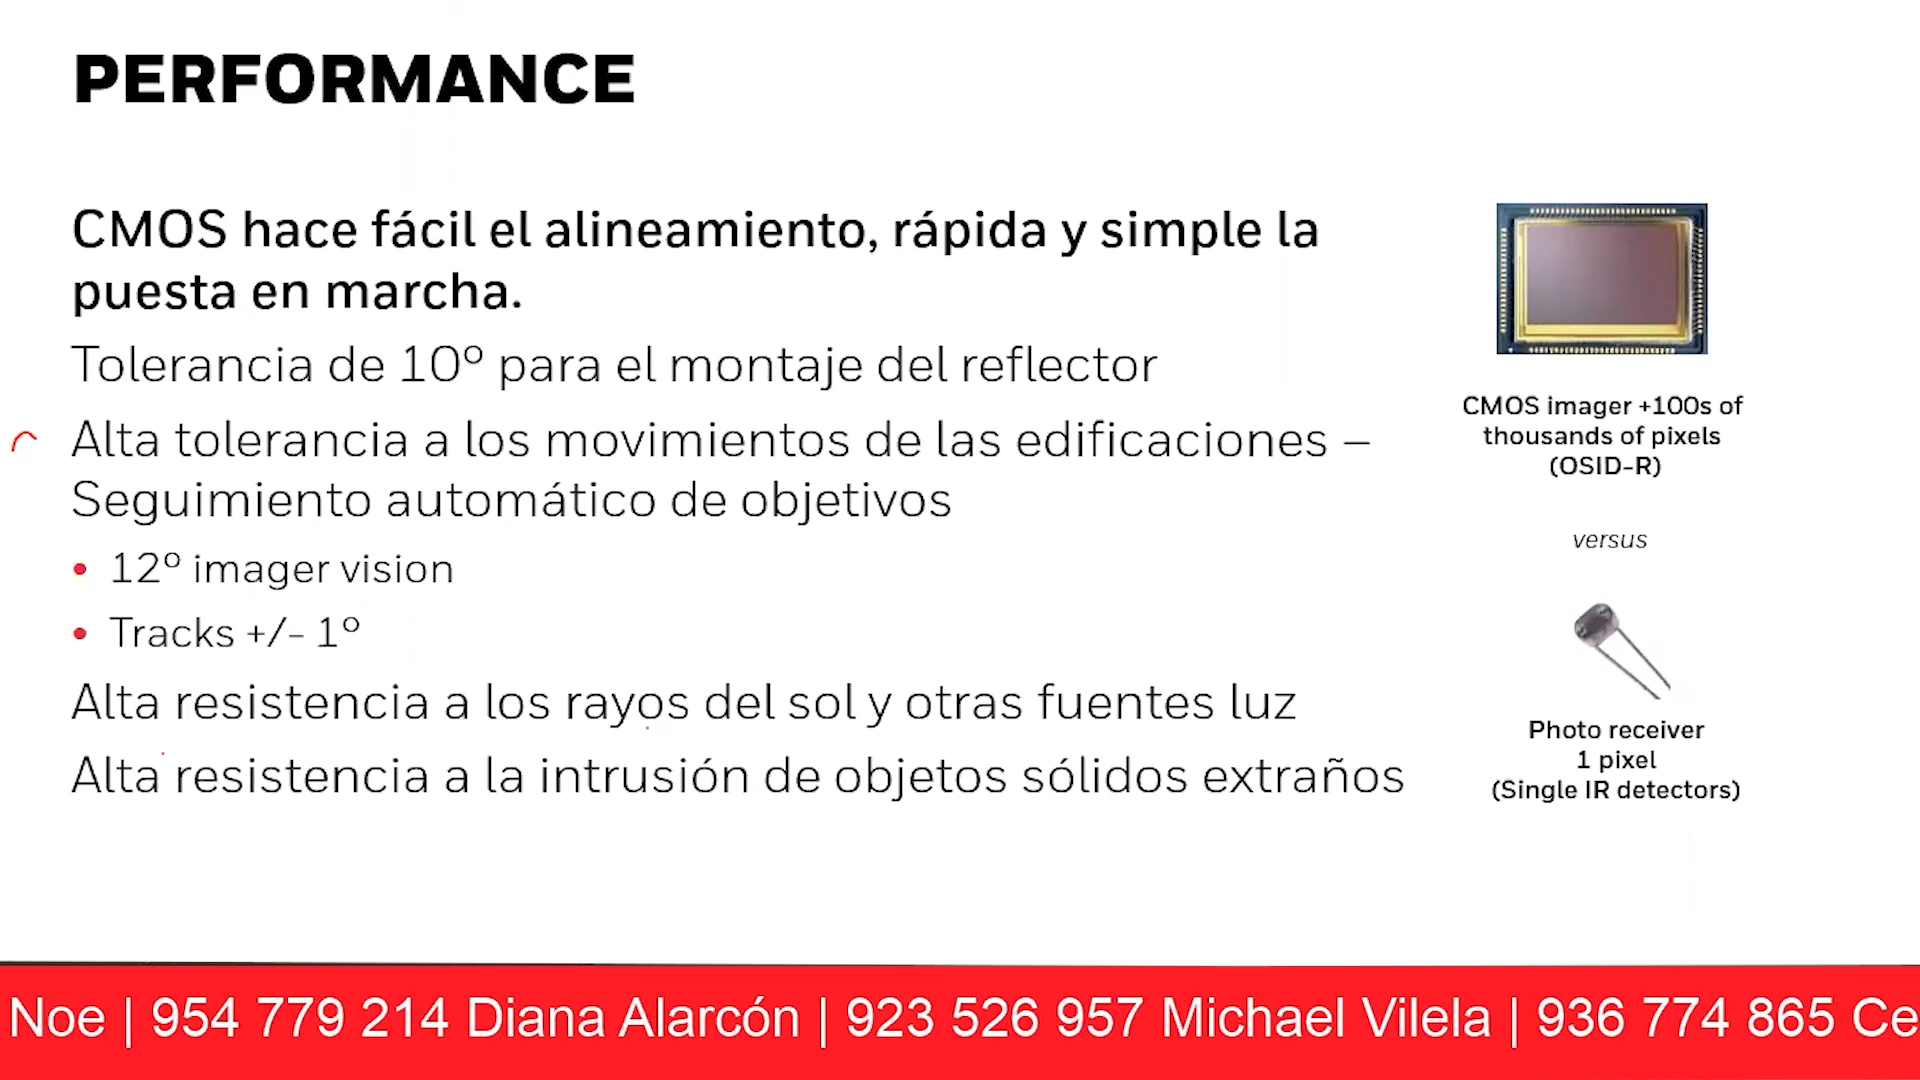 PERFORMANCE
CMOS hace fácil el alineamiento, rápida y simple la
puesta en marcha.
Tolerancia de 10º para el montaje del reflector
Alta tolerancia a los movimientos de las edificaciones –
Seguimiento automático de objetivos
• 12º imager vision
• Tracks +/- 1º
Alta resistencia a los rayos del sol y otras fuentes luz
Alta resistencia a la intrusión de objetos sólidos extraños
CMOS imager +100s of
thousands of pixels
(OSID-R)
versus
Photo receiver
1 pixel
(Single IR detectors)
Noe | 954 779 214 Diana Alarcón | 923 526 957 Michael Vilela | 936 774 865 Ce